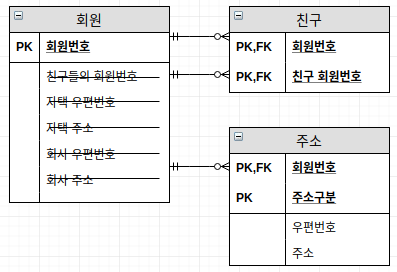 회원
PK 회원번호
친구들의 회원번호
자택 우편번호
자택 주소
회사 우편번호
회사 주소
친구
PK,FK 회원번호
PK,FK 친구 회원번호
주소
PK,FK 회원번호
PK 주소구분
우편번호
주소